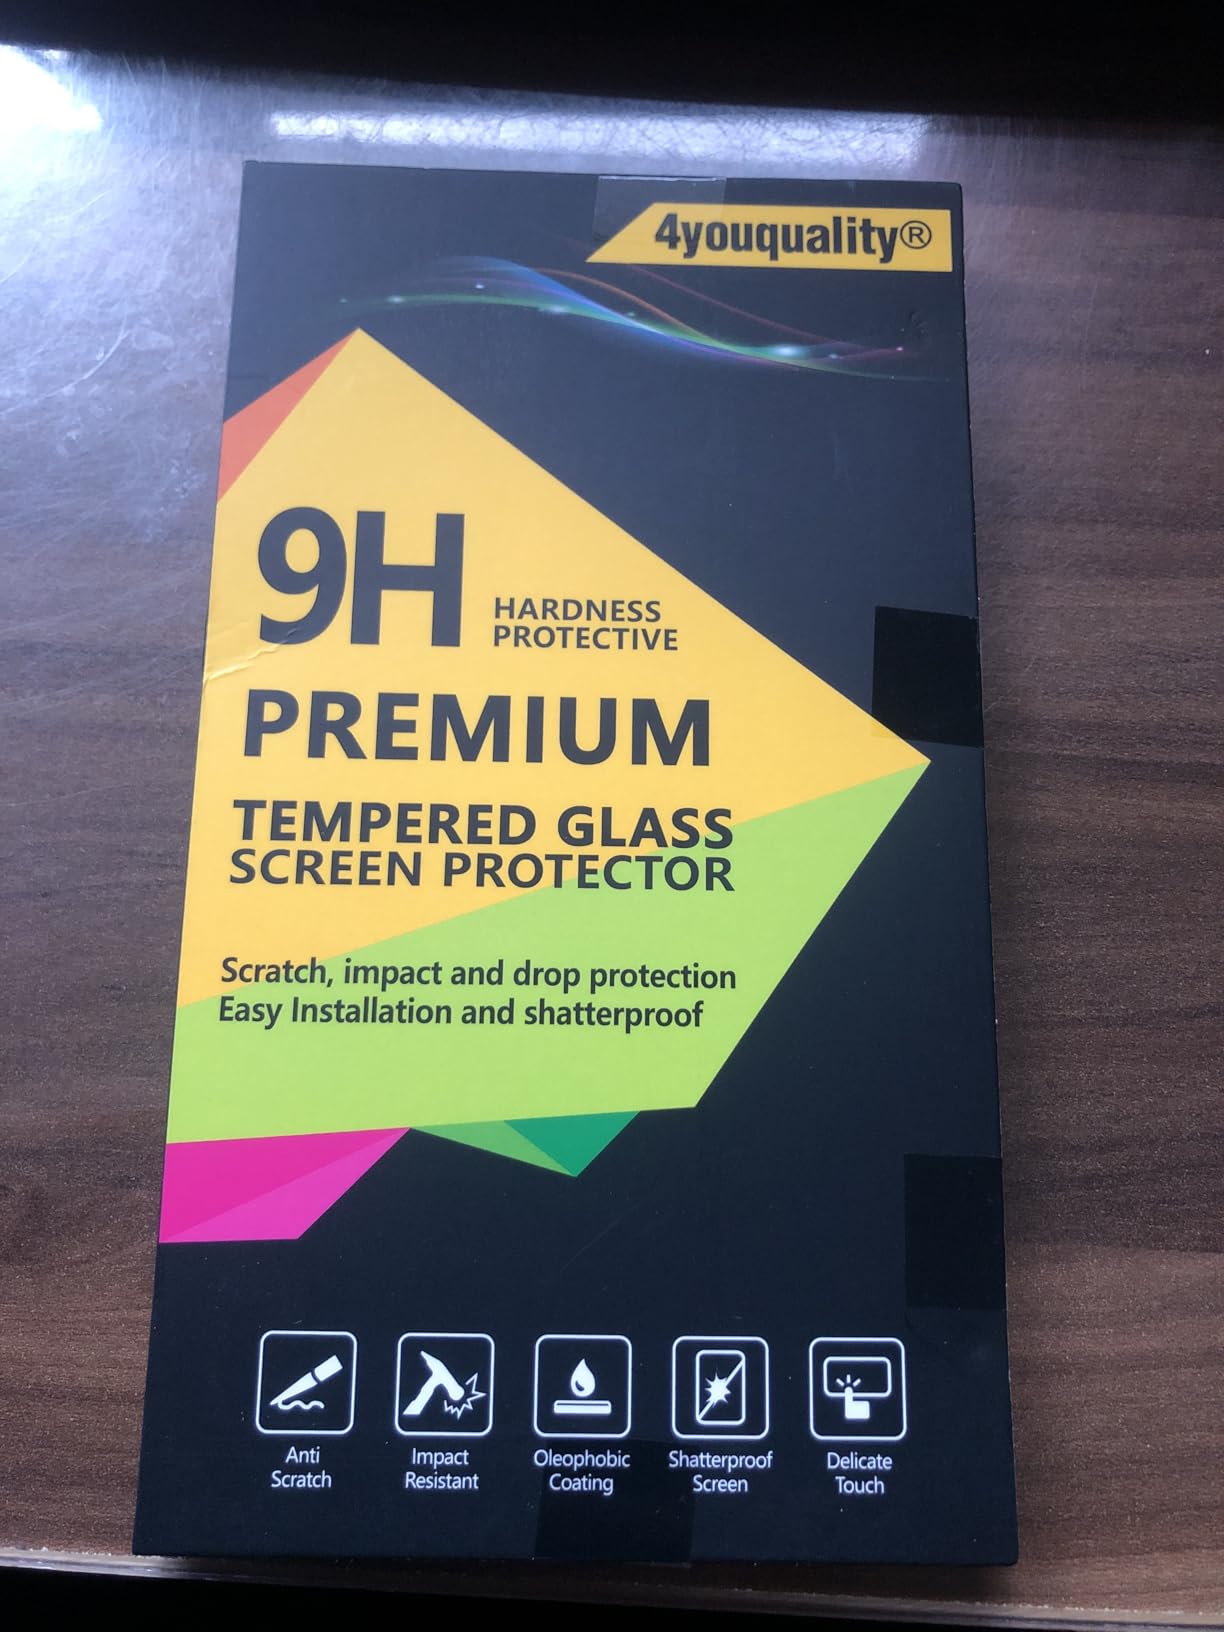 4youquality®
9H
HARDNESS
PROTECTIVE
PREMIUM
TEMPERED GLASS
SCREEN PROTECTOR
Scratch, impact and drop protection
Easy Installation and shatterproof
Anti
Scratch
Impact
Resistant
Oleophobic
Coating
Shatterproof
Screen
Delicate
Touch